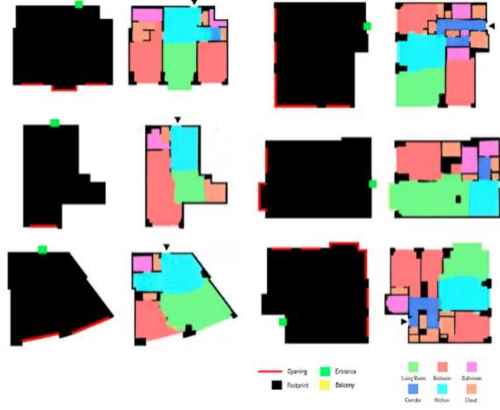 Opening
Entrance
Footprint
Balcony
Living Room
Bedroom
Bathroom
Corridor
Kitchen
Closet